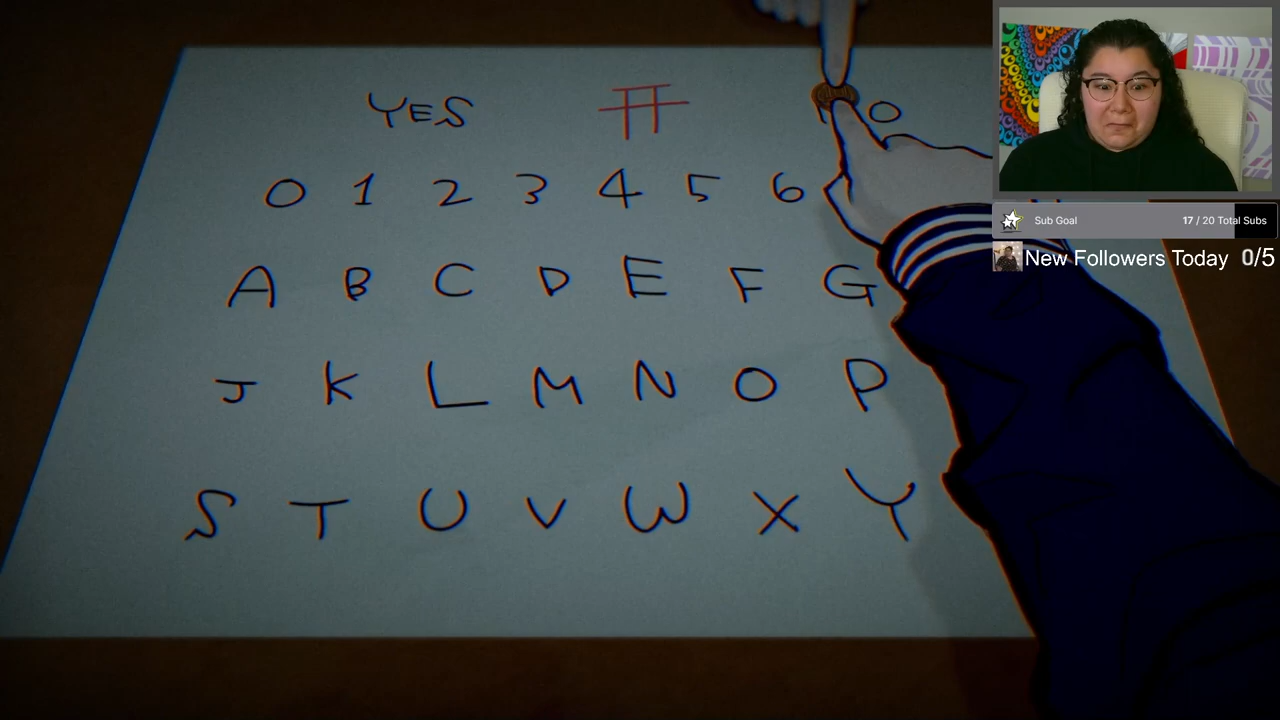 YES NO
0 1 2 3 4 5 6
A B C D E F G
J K L M N O P
S T U V W X Y
Sub Goal 17 / 20 Total Subs
New Followers Today 0/5